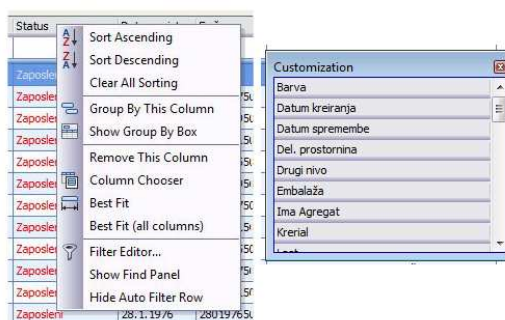 Status
Sort Ascending
Sort Descending
Clear All Sorting
Group By This Column
Show Group By Box
Remove This Column
Column Chooser
Best Fit
Best Fit (all columns)
Filter Editor...
Show Find Panel
Hide Auto Filter Row
Zaposleni 28.1.1976
Customization
Barva
Datum kreiranja
Datum spremembe
Del. prostornina
Drugi nivo
Embalaža
Ima Agregat
Krerial